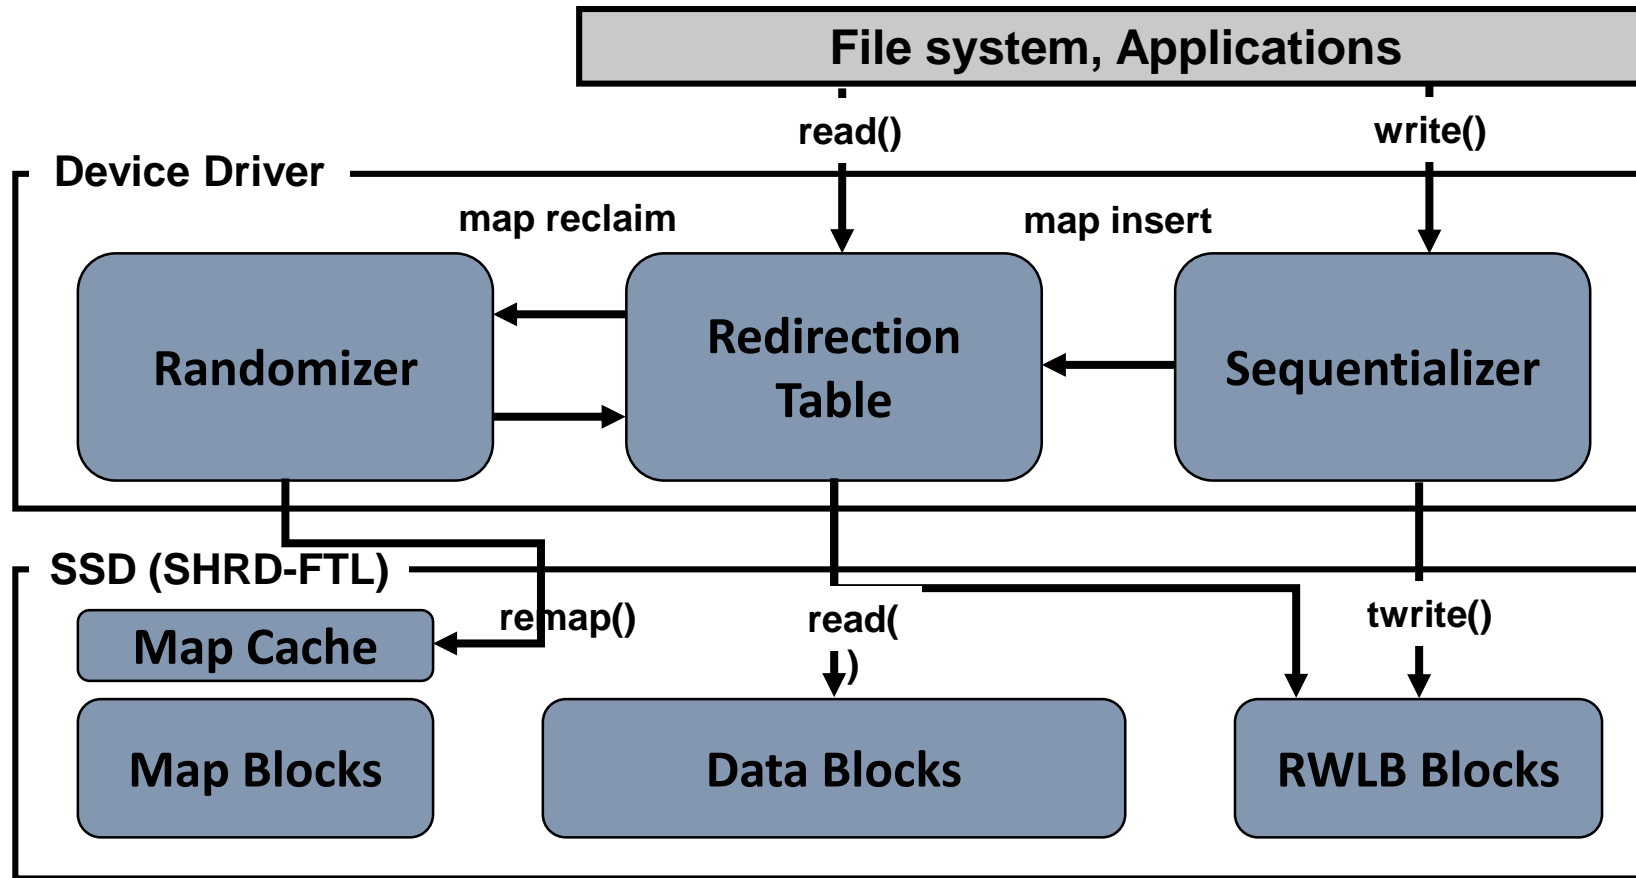 File system, Applications
read()
write()
Device Driver
map reclaim
map insert
Randomizer
Redirection
Table
Sequentializer
SSD (SHRD-FTL)
remap()
read(
)
twrite()
Map Cache
Map Blocks
Data Blocks
RWLB Blocks